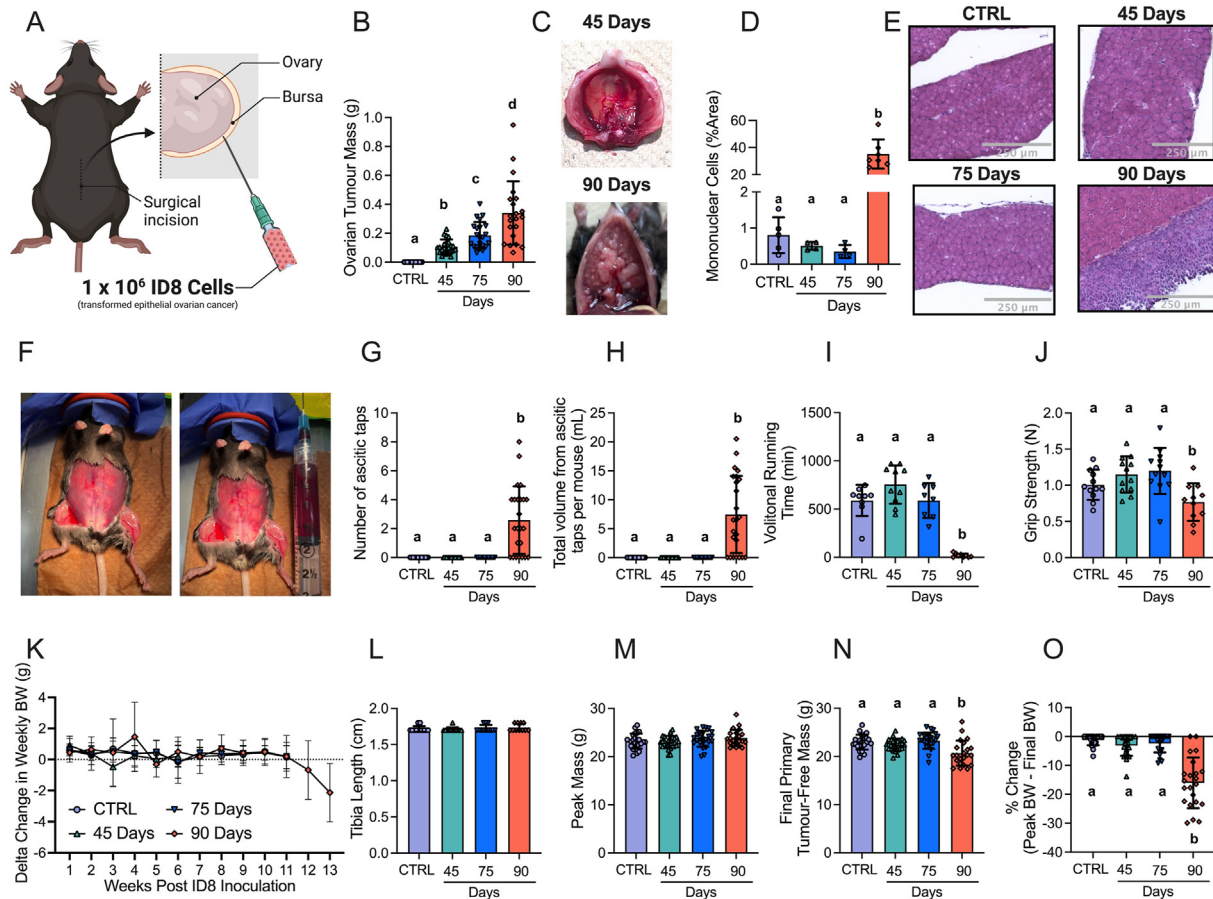 A
Ovary
Bursa
Surgical
incision
1 x 10⁶ ID8 Cells
(transformed epithelial ovarian cancer)
B
Ovarian Tumour Mass (g)
1.0
0.8
0.6
0.4
0.2
0.0
a
b
c
d
CTRL 45 75 90
Days
C
45 Days
90 Days
D
Mononuclear Cells (%Area)
60
40
20
2
1
0
a a a b
CTRL 45 75 90
Days
E
CTRL
250 µm
45 Days
250 µm
75 Days
250 µm
90 Days
250 µm
F
2
2½
G
Number of ascitic taps
10
8
6
4
2
0
a a a b
CTRL 45 75 90
Days
H
Total volume from ascitic
taps per mouse (mL)
25
20
15
10
5
0
a a a b
CTRL 45 75 90
Days
I
Volitonal Running
Time (min)
1500
1000
500
0
a a a b
CTRL 45 75 90
Days
J
Grip Strength (N)
2.0
1.5
1.0
0.5
0.0
a a a b
CTRL 45 75 90
Days
K
Delta Change in Weekly BW (g)
6
4
2
0
-2
-4
-6
CTRL
75 Days
45 Days
90 Days
1 2 3 4 5 6 7 8 9 10 11 12 13
Weeks Post ID8 Inoculation
L
Tibia Length (cm)
2.0
1.5
1.0
0.5
0.0
CTRL 45 75 90
Days
M
Peak Mass (g)
30
20
10
0
CTRL 45 75 90
Days
N
Final Primary
Tumour-Free Mass (g)
30
20
10
0
a a a b
CTRL 45 75 90
Days
O
% Change
(Peak BW - Final BW)
0
-10
-20
-30
-40
a a a b
CTRL 45 75 90
Days